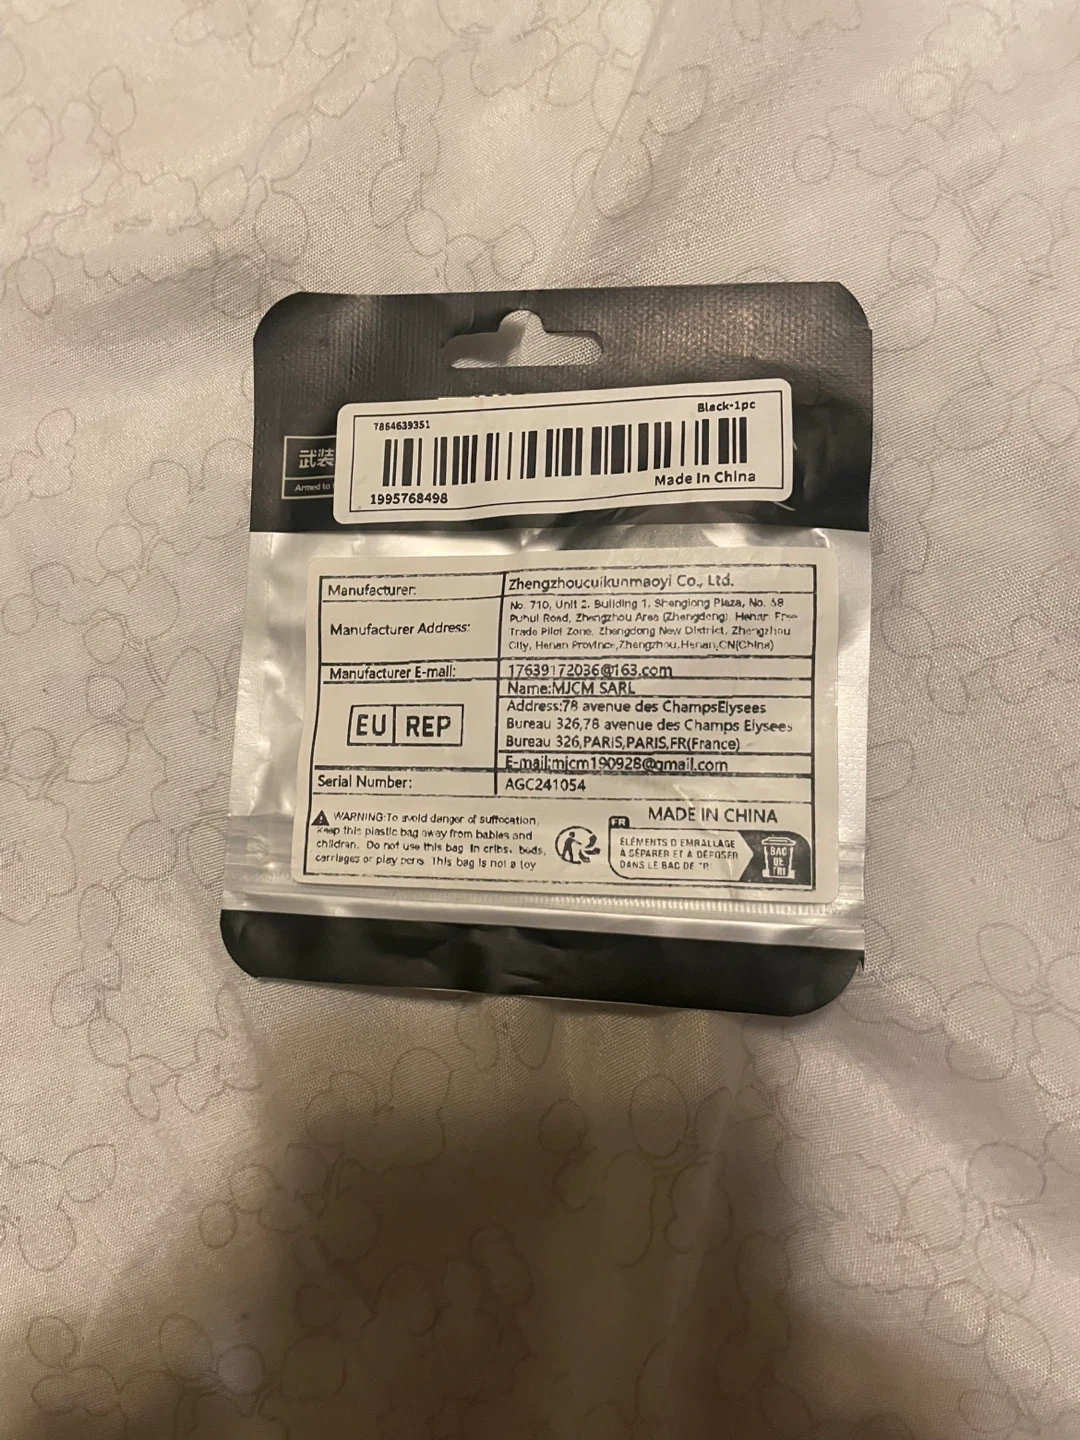 7864639351
Black-1pc
Made In China
1995768498
武装
Armed to
Manufacturer:
Zhengzhoucuikunmaoyi Co., Ltd.
Manufacturer Address:
No. 710, Unit 2, Building 1, Shenglong Plaza, No. 58
Puhui Road, Zhengzhou Area (Zhengdong), Henan Free
Trade Pilot Zone, Zhengdong New District, Zhengzhou
City, Henan Province,Zhengzhou,Henan,CN(China)
Manufacturer E-mail:
17639172036@163.com
EU REP
Name:MJCM SARL
Address:78 avenue des ChampsElysees
Bureau 326,78 avenue des Champs Elysees
Bureau 326,PARIS,PARIS,FR(France)
E-mail:mjcm190928@gmail.com
Serial Number:
AGC241054
WARNING:To avoid danger of suffocation,
keep this plastic bag away from babies and
children. Do not use this bag in cribs, beds,
carriages or play pens. This bag is not a toy
MADE IN CHINA
FR
ÉLÉMENTS D'EMBALLAGE
À SÉPARER ET À DÉPOSER
DANS LE BAC DE TRI
BAC
DE
TRI